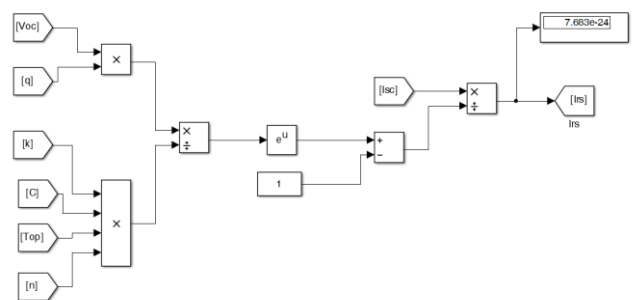 [Voc]
[q]
×
[k]
[C]
[Top]
[n]
×
×
÷
e^u
1
+
−
[Isc]
×
÷
7.683e-24
[Irs]
Irs